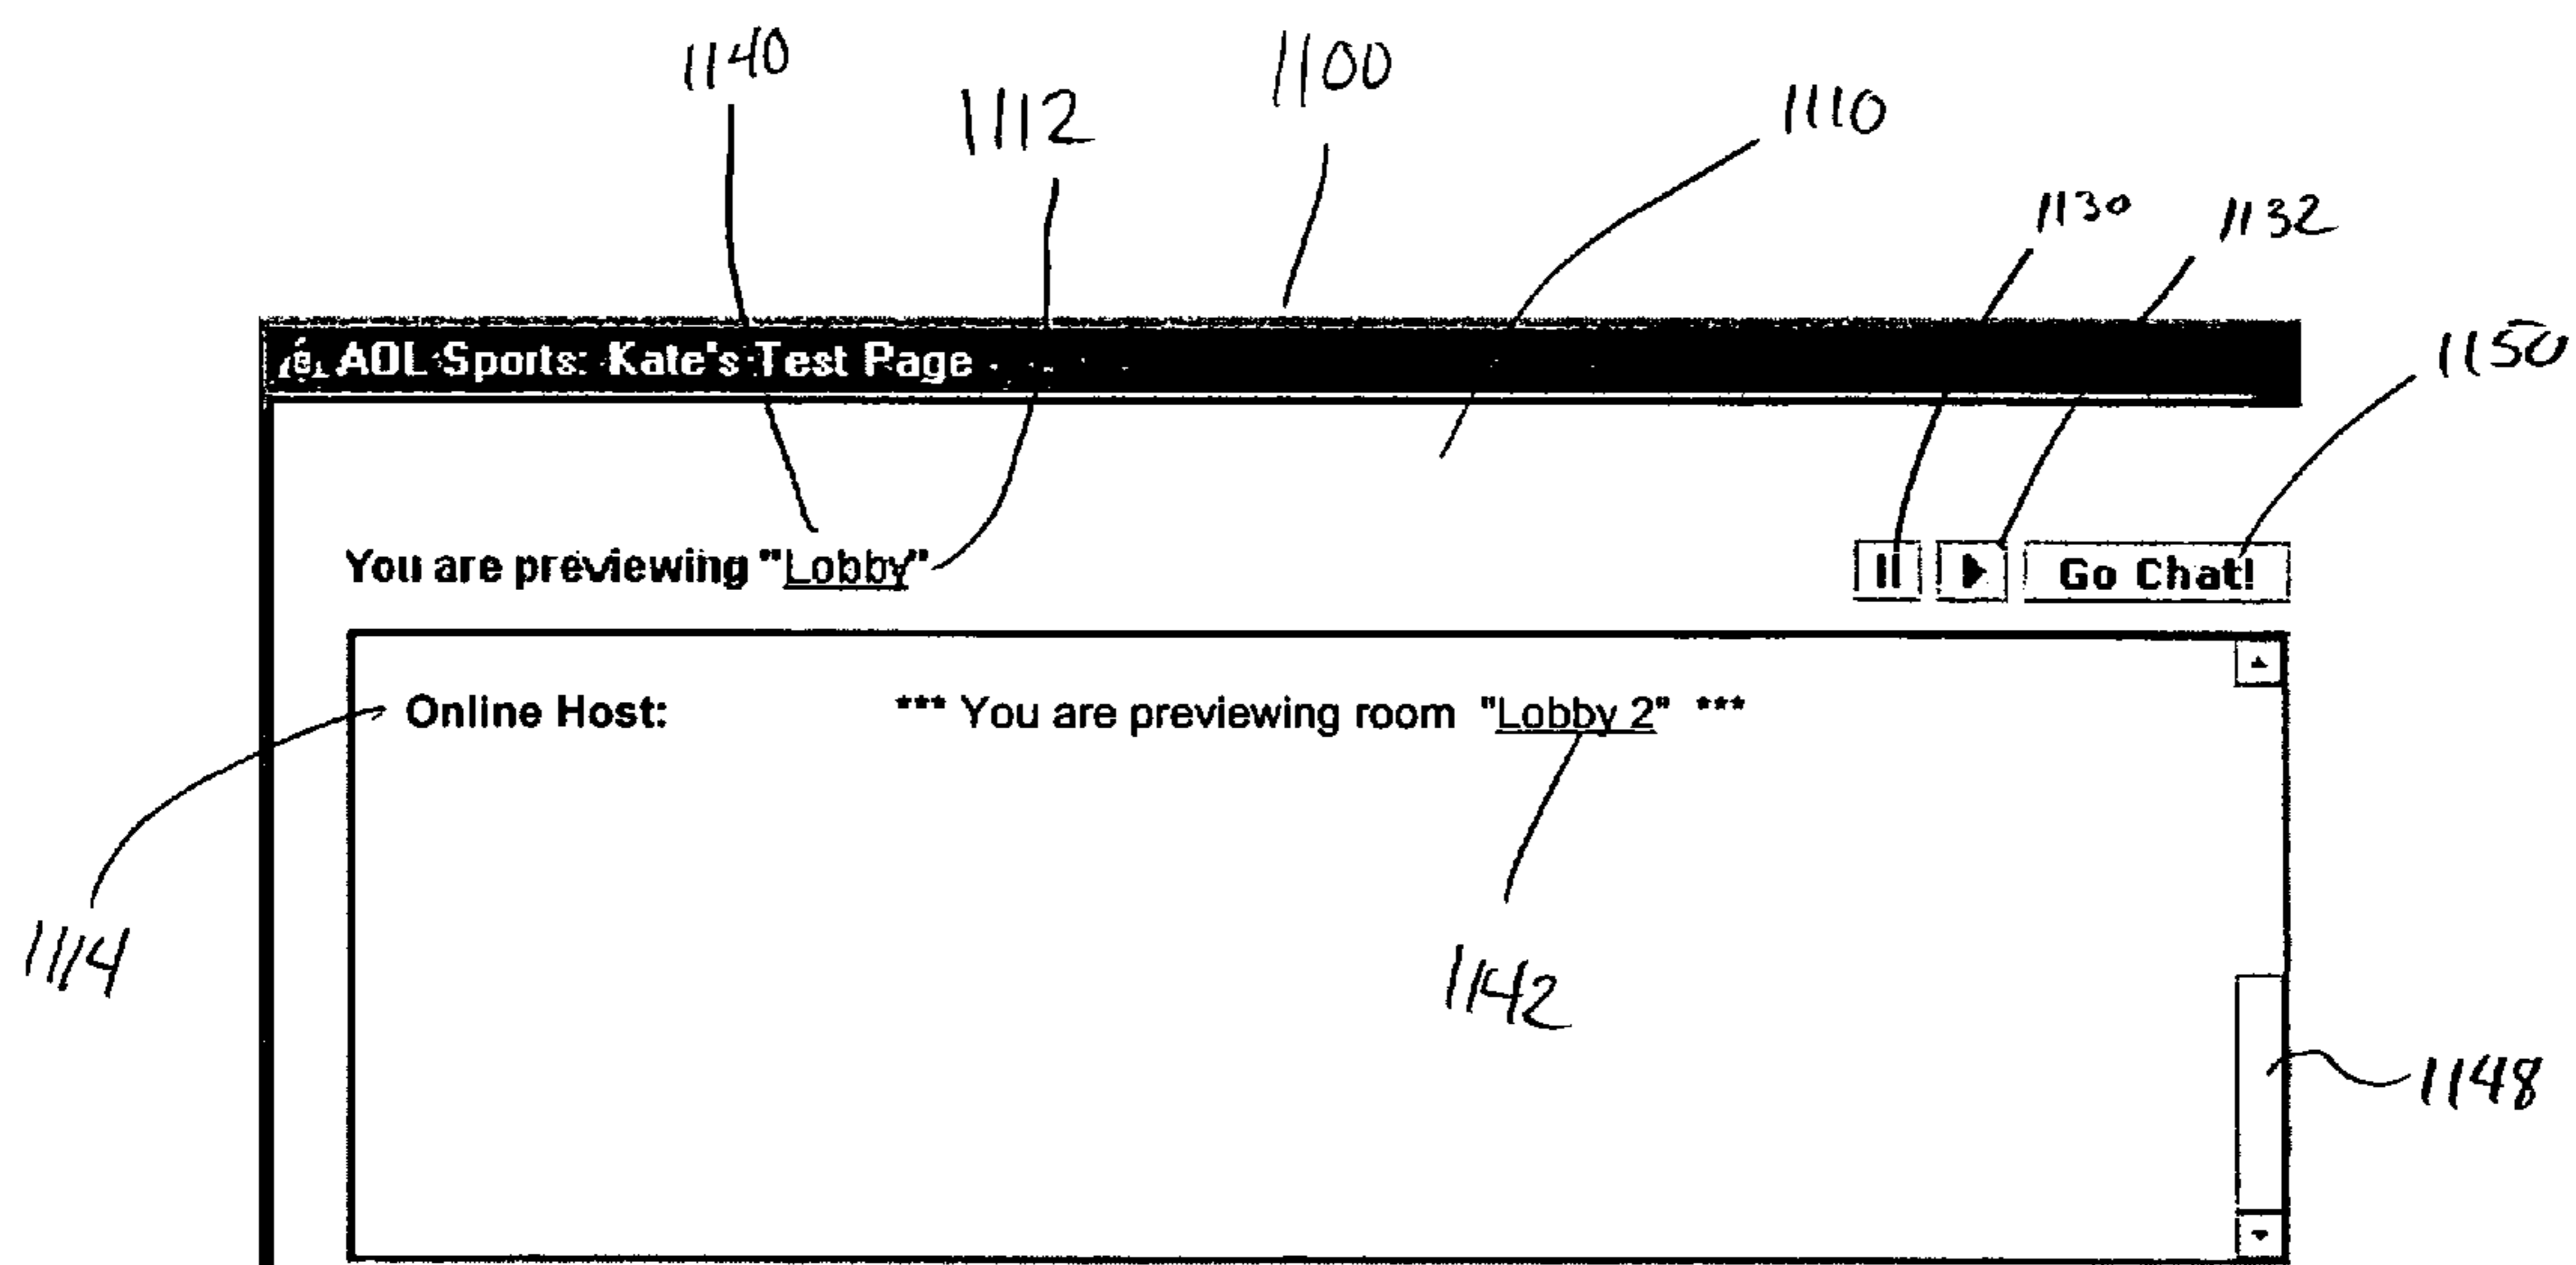 1140
1112
1100
1110
1130
1132
1150
AOL Sports: Kate's Test Page
You are previewing "Lobby"
Go Chat!
Online Host: *** You are previewing room "Lobby 2" ***
1114
1142
1148